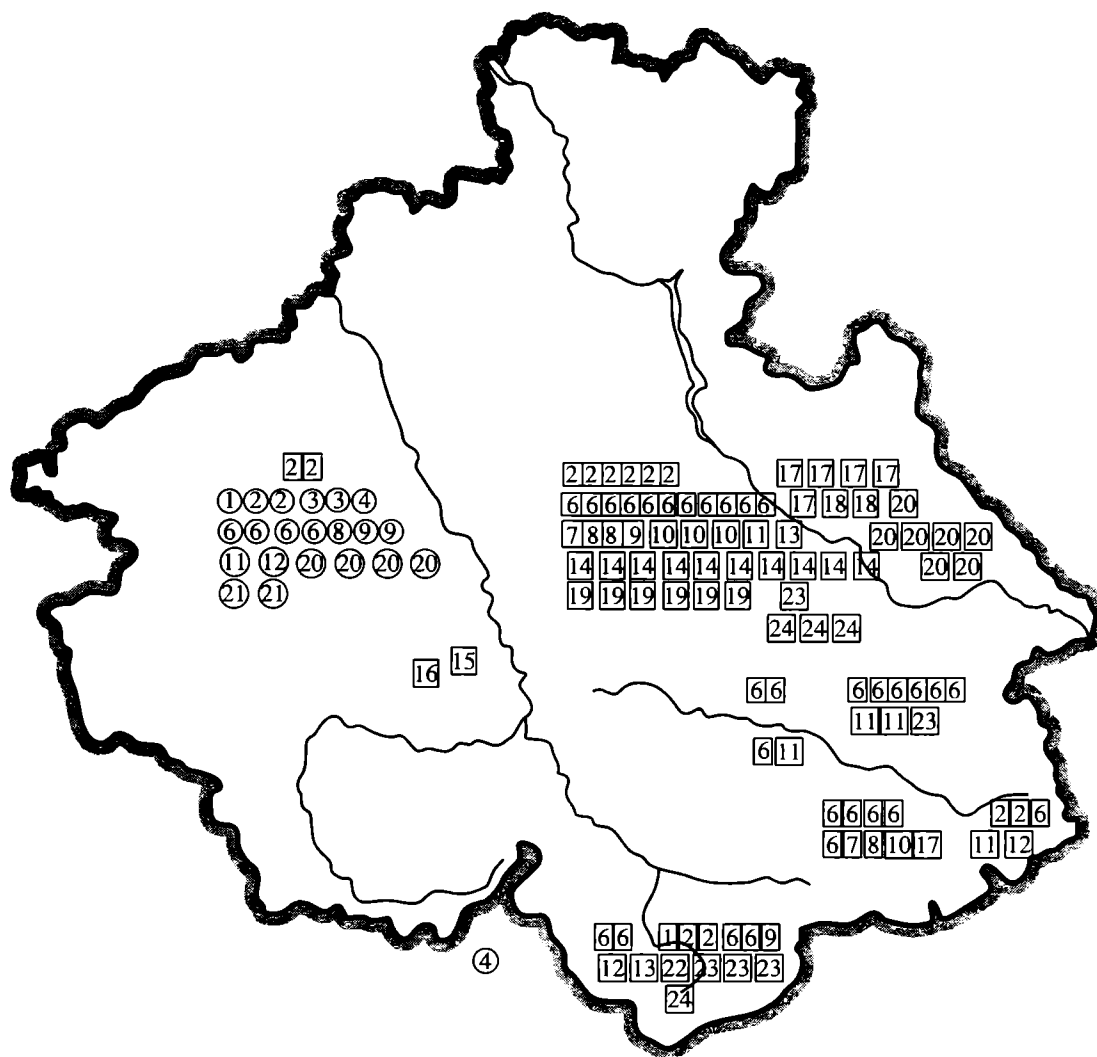 2 2
1 2 2 3 3 4
6 6 6 6 8 9 9
11 12 20 20 20 20
21 21
16 15
2 2 2 2 2 2
6 6 6 6 6 6 6 6 6 6 6
7 8 8 9 10 10 10 11 13
14 14 14 14 14 14 14 14 14 14
19 19 19 19 19 19 23
24 24 24
17 17 17 17
17 18 18 20
20 20 20 20
20 20
6 6
6 6 6 6 6 6
11 11 23
6 11
6 6 6 6
6 7 8 10 17
2 2 6
11 12
6 6 1 2 2 6 6 9
12 13 22 23 23 23
24
4